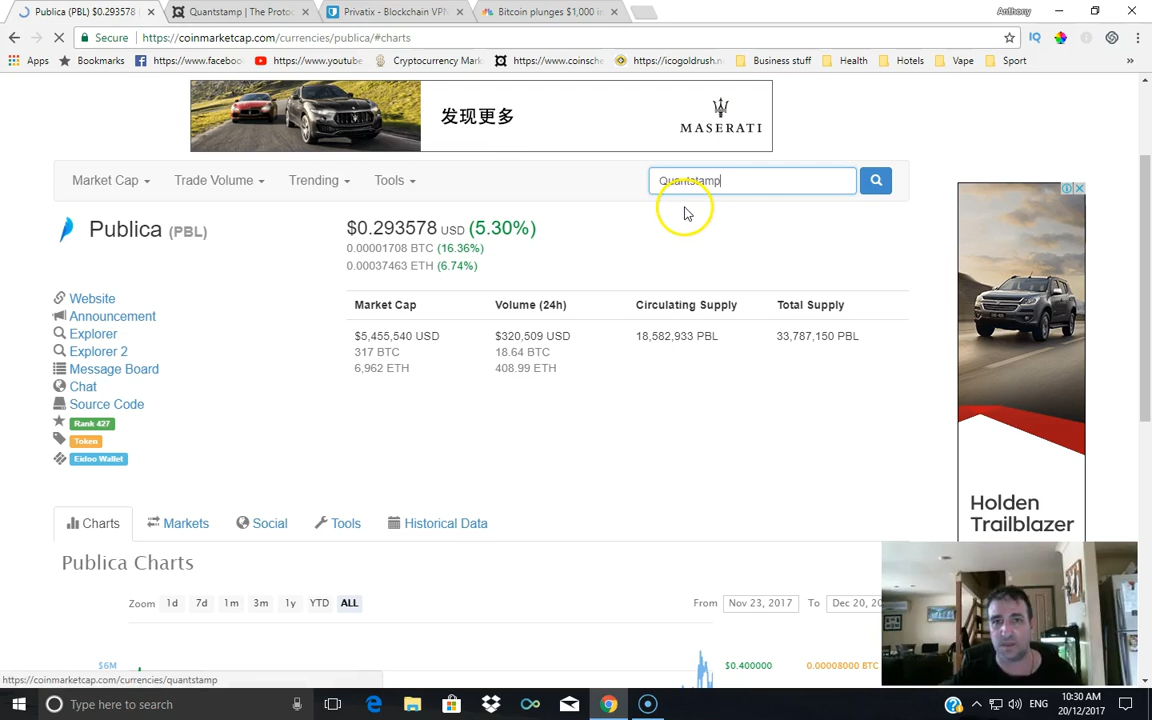 Publica (PBL) $0.293578
Quantstamp | The Proto
Privatix - Blockchain VPN
Bitcoin plunges $1,000 in
Anthony
Secure
https://coinmarketcap.com/currencies/publica/#charts
IQ
Apps
Bookmarks
https://www.faceboo
https://www.youtube
Cryptocurrency Mark
https://www.coinsche
https://icogoldrush.n
Business stuff
Health
Hotels
Vape
Sport
发现更多
MASERATI
Market Cap
Trade Volume
Trending
Tools
Quantstamp
Publica (PBL)
$0.293578 USD (5.30%)
0.00001708 BTC (16.36%)
0.00037463 ETH (6.74%)
Website
Announcement
Explorer
Explorer 2
Message Board
Chat
Source Code
Rank 427
Token
Eidoo Wallet
Market Cap
Volume (24h)
Circulating Supply
Total Supply
$5,455,540 USD
$320,509 USD
18,582,933 PBL
33,787,150 PBL
317 BTC
18.64 BTC
6,962 ETH
408.99 ETH
Holden
Trailblazer
Charts
Markets
Social
Tools
Historical Data
Publica Charts
Zoom 1d 7d 1m 3m 1y YTD ALL
From Nov 23, 2017 To Dec 20, 20
$6M
$0.400000
0.00008000 BTC
https://coinmarketcap.com/currencies/quantstamp
Type here to search
ENG
10:30 AM
20/12/2017